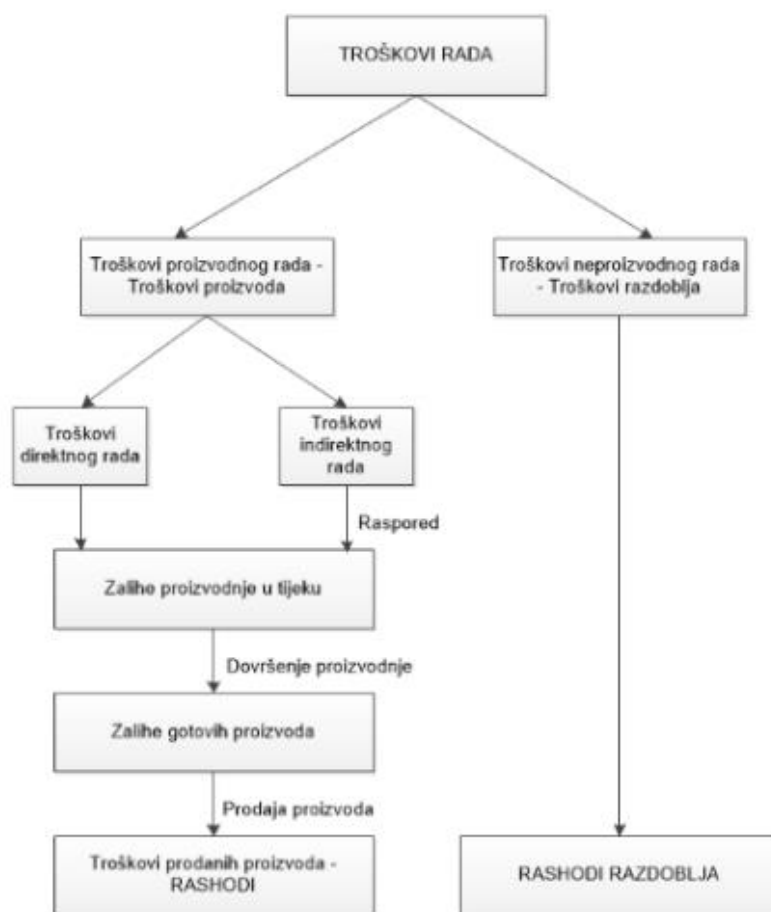 TROŠKOVI RADA
Troškovi proizvodnog rada -
Troškovi proizvoda
Troškovi neproizvodnog rada
- Troškovi razdoblja
Troškovi
direktnog rada
Troškovi
indirektnog
rada
Raspored
Zalihe proizvodnje u tijeku
Dovršenje proizvodnje
Zalihe gotovih proizvoda
Prodaja proizvoda
Troškovi prodanih proizvoda -
RASHODI
RASHODI RAZDOBLJA